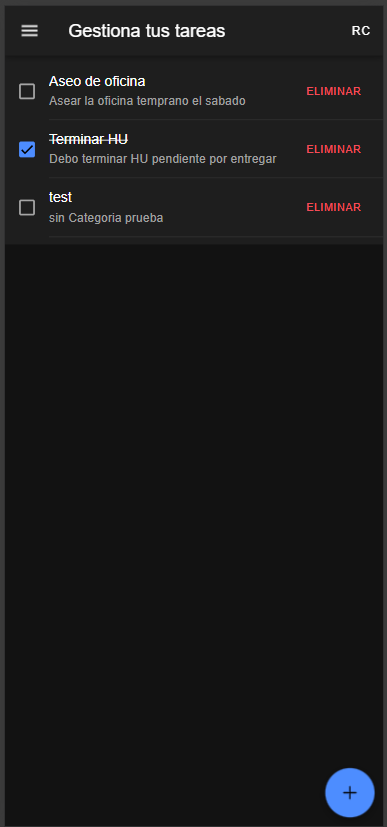 Gestiona tus tareas
RC
Aseo de oficina
Asear la oficina temprano el sabado
ELIMINAR
Terminar HU
Debo terminar HU pendiente por entregar
ELIMINAR
test
sin Categoria prueba
ELIMINAR